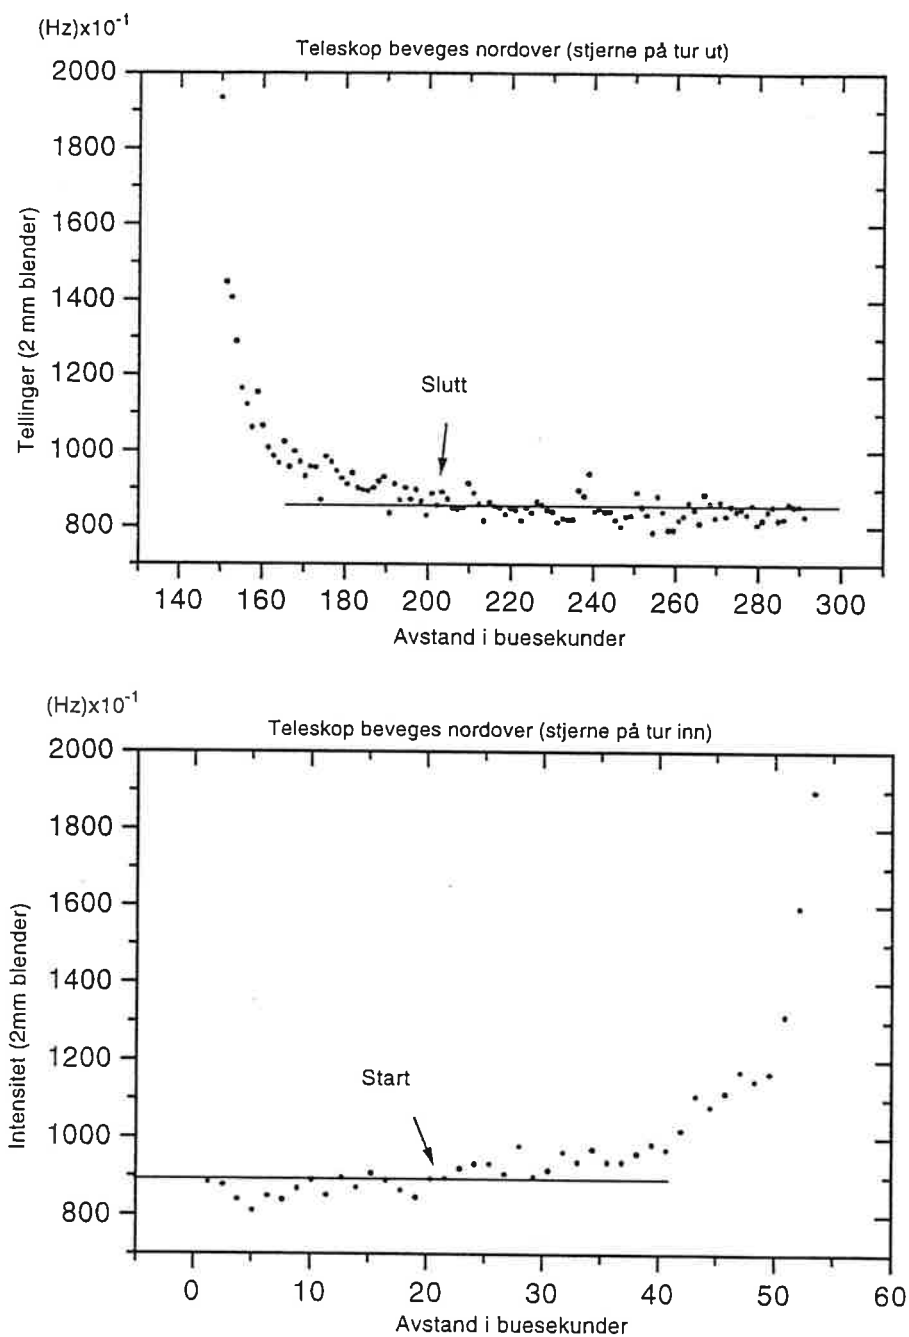 (Hz)x10⁻¹
Teleskop beveges nordover (stjerne på tur ut)
2000
1800
1600
1400
1200
1000
800
Tellinger (2 mm blender)
Slutt
140 160 180 200 220 240 260 280 300
Avstand i buesekunder
(Hz)x10⁻¹
Teleskop beveges nordover (stjerne på tur inn)
2000
1800
1600
1400
1200
1000
800
Intensitet (2mm blender)
Start
0 10 20 30 40 50 60
Avstand i buesekunder